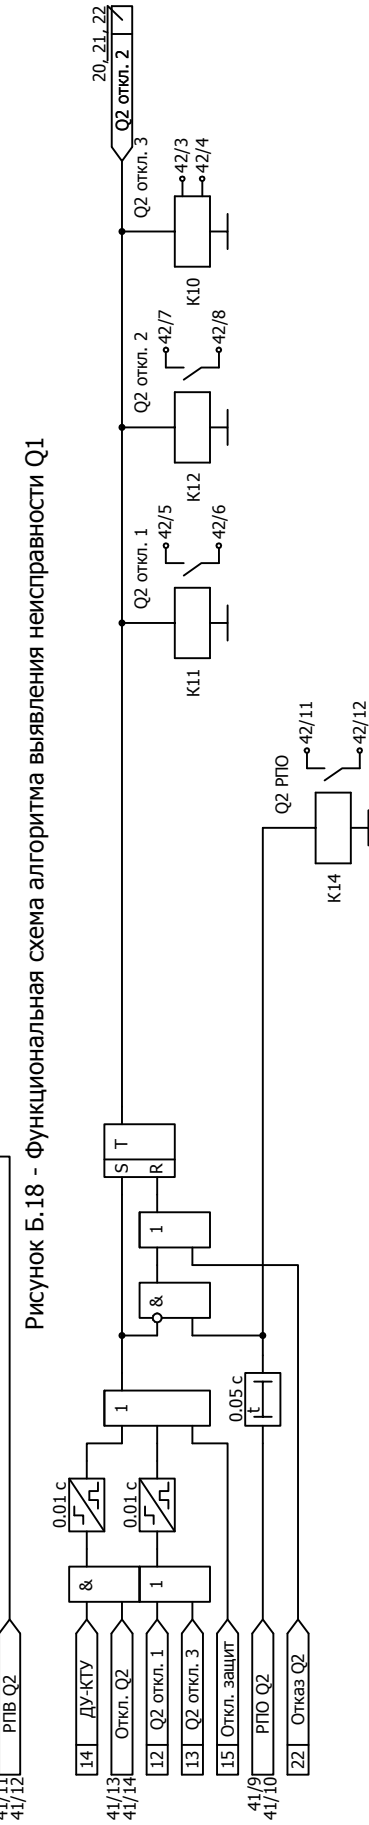 41/11
41/12
РПВ Q2
Рисунок Б.18 - Функциональная схема алгоритма выявления неисправности Q1
14 ДУ-КТУ
41/13
41/14
Откл. Q2
12 Q2 откл. 1
13 Q2 откл. 3
15 Откл. защит
41/9
41/10
РПО Q2
22 Отказ Q2
&
1
0.01 с
0.01 с
1
0.05 с
t
&
1
S
R
T
Q2 откл. 1
К11
42/5
42/6
Q2 откл. 2
К12
42/7
42/8
Q2 откл. 3
К10
42/3
42/4
Q2 РПО
К14
42/11
42/12
20, 21, 22
Q2 откл. 2